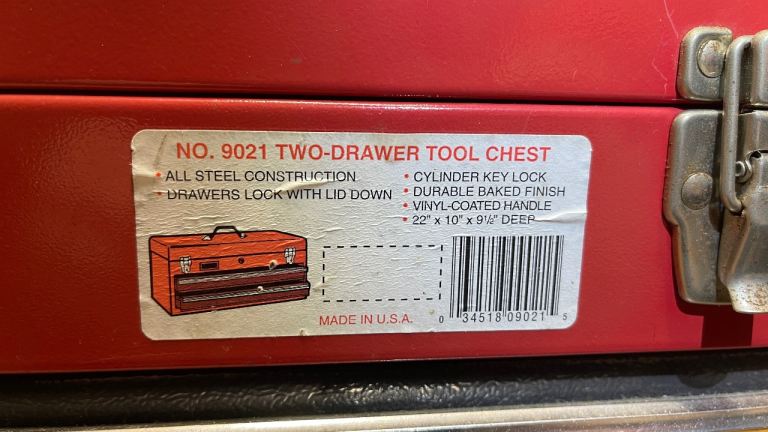 NO. 9021 TWO-DRAWER TOOL CHEST
• ALL STEEL CONSTRUCTION
• DRAWERS LOCK WITH LID DOWN
• CYLINDER KEY LOCK
• DURABLE BAKED FINISH
• VINYL-COATED HANDLE
• 22" x 10" x 9½" DEEP
MADE IN U.S.A.
0 34518 09021 5